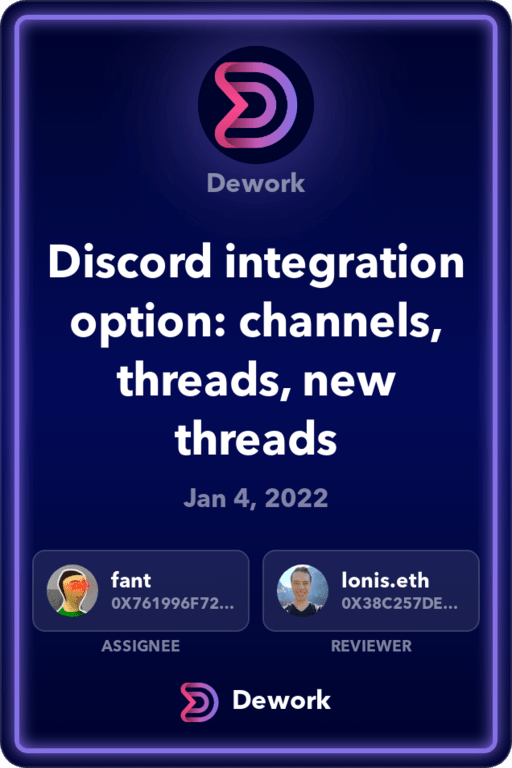 Dework
Discord integration
option: channels,
threads, new
threads
Jan 4, 2022
fant
0X761996F72...
ASSIGNEE
lonis.eth
0X38C257DE...
REVIEWER
Dework